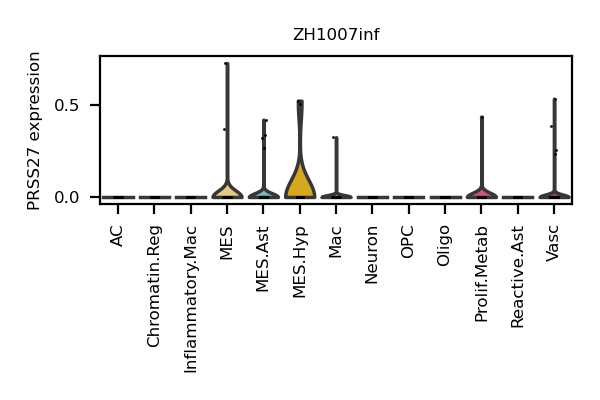 ZH1007inf
PRSS27 expression
0.5
0.0
AC
Chromatin.Reg
Inflammatory.Mac
MES
MES.Ast
MES.Hyp
Mac
Neuron
OPC
Oligo
Prolif.Metab
Reactive.Ast
Vasc